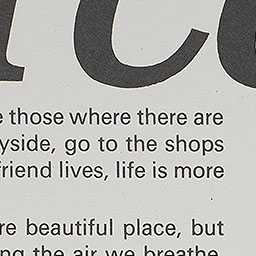 those where there are
yside, go to the shops
friend lives, life is more
re beautiful place, but
ng the air we breathe.